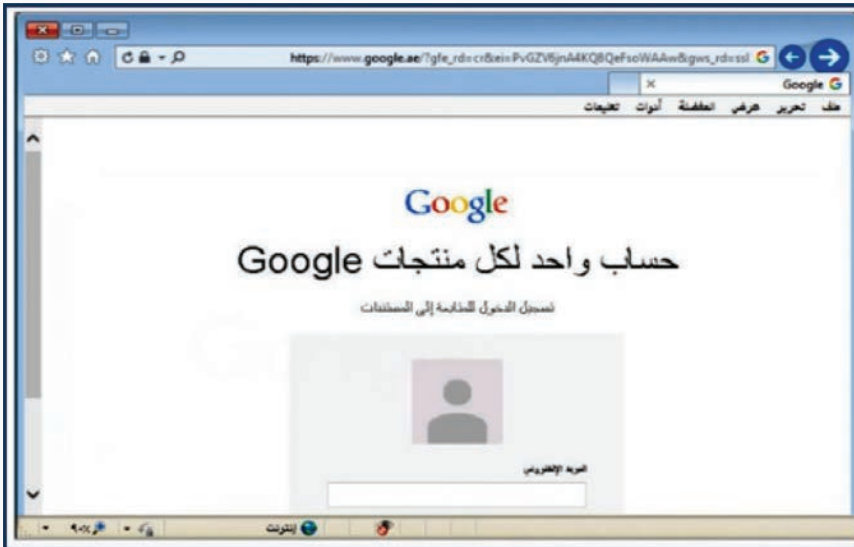 https://www.google.ae/?gfe_rd=cr&ei=PvGZV6jnA4KQ8QeFsoWAAw&gws_rd=ssl
Google
ملف تحرير عرض المفضلة أدوات تعليمات
Google
حساب واحد لكل منتجات Google
تسجيل الدخول للمتابعة إلى المستندات
البريد الإلكتروني
إنترنت
٩٠%